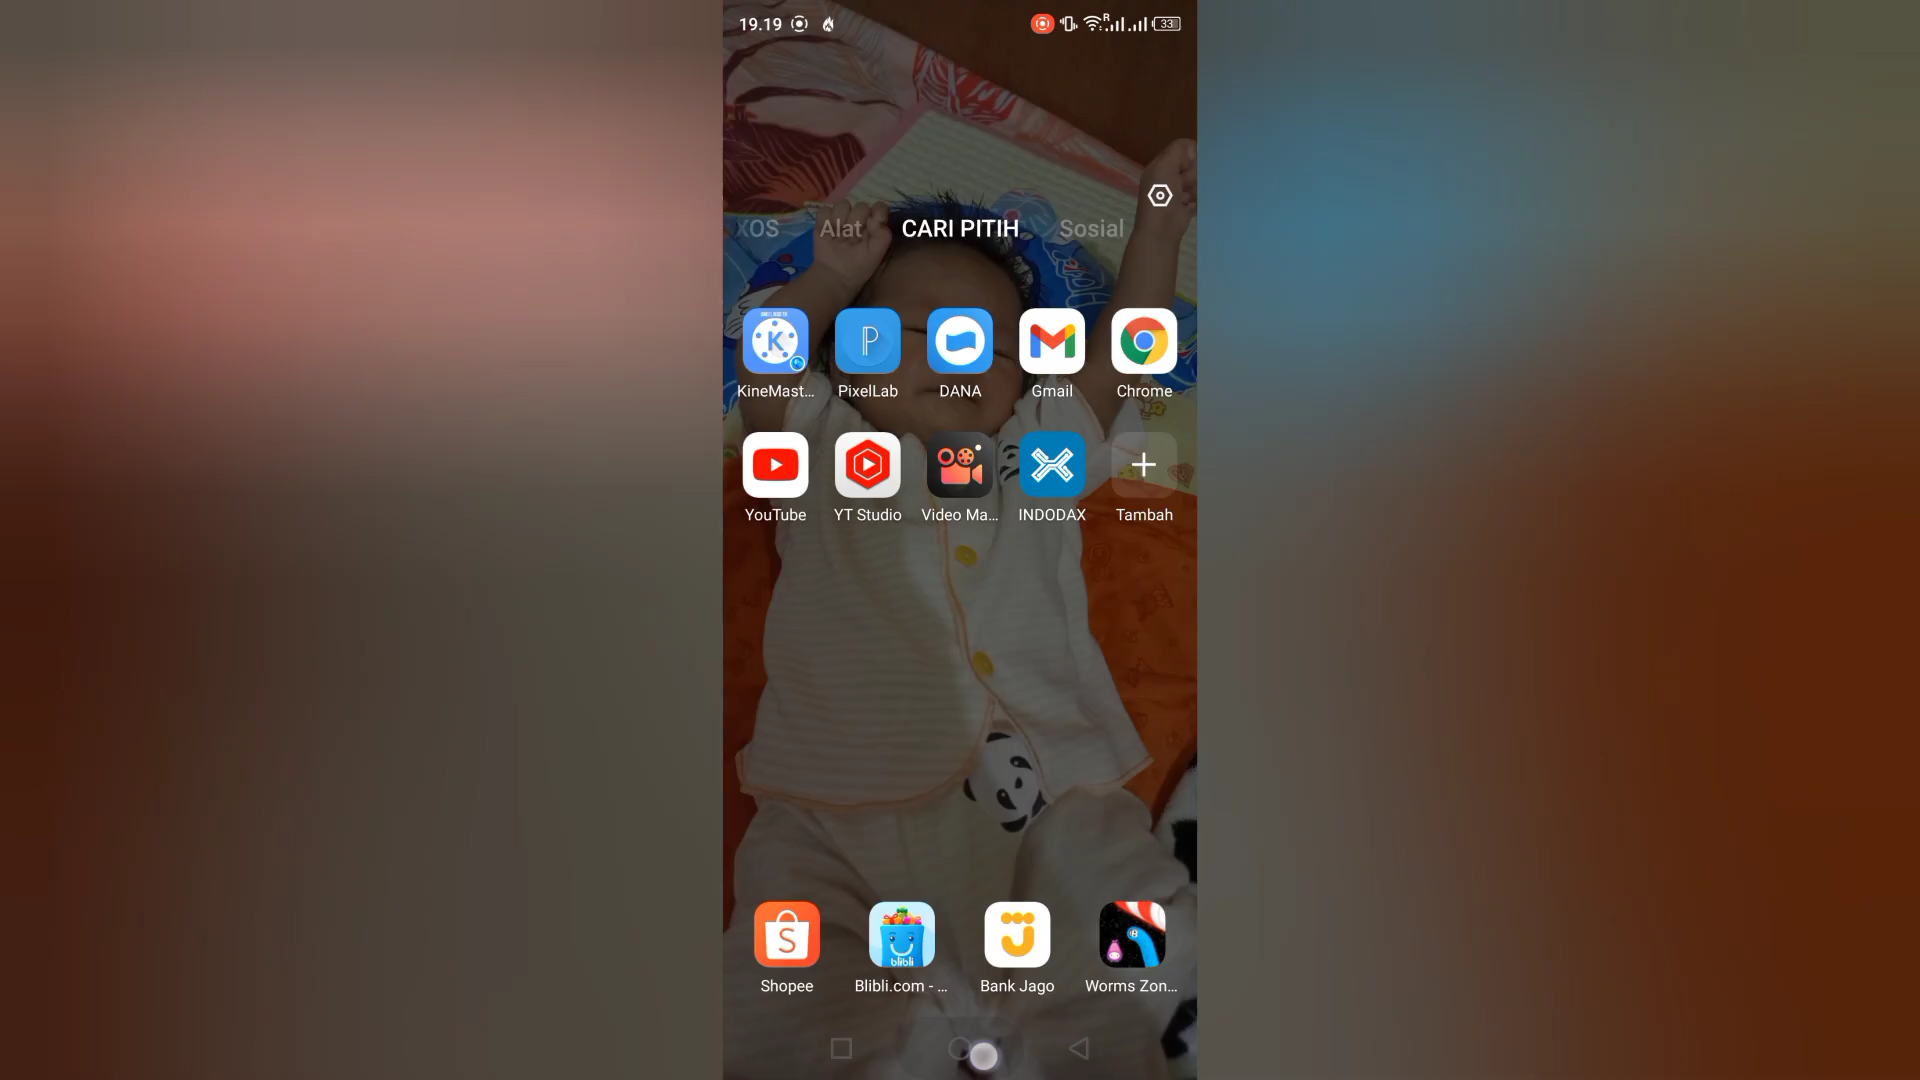 19.19
R
33
XOS Alat CARI PITIH Sosial
KineMast... PixelLab DANA Gmail Chrome
YouTube YT Studio Video Ma... INDODAX Tambah
blibli
Shopee Blibli.com - ... Bank Jago Worms Zon...